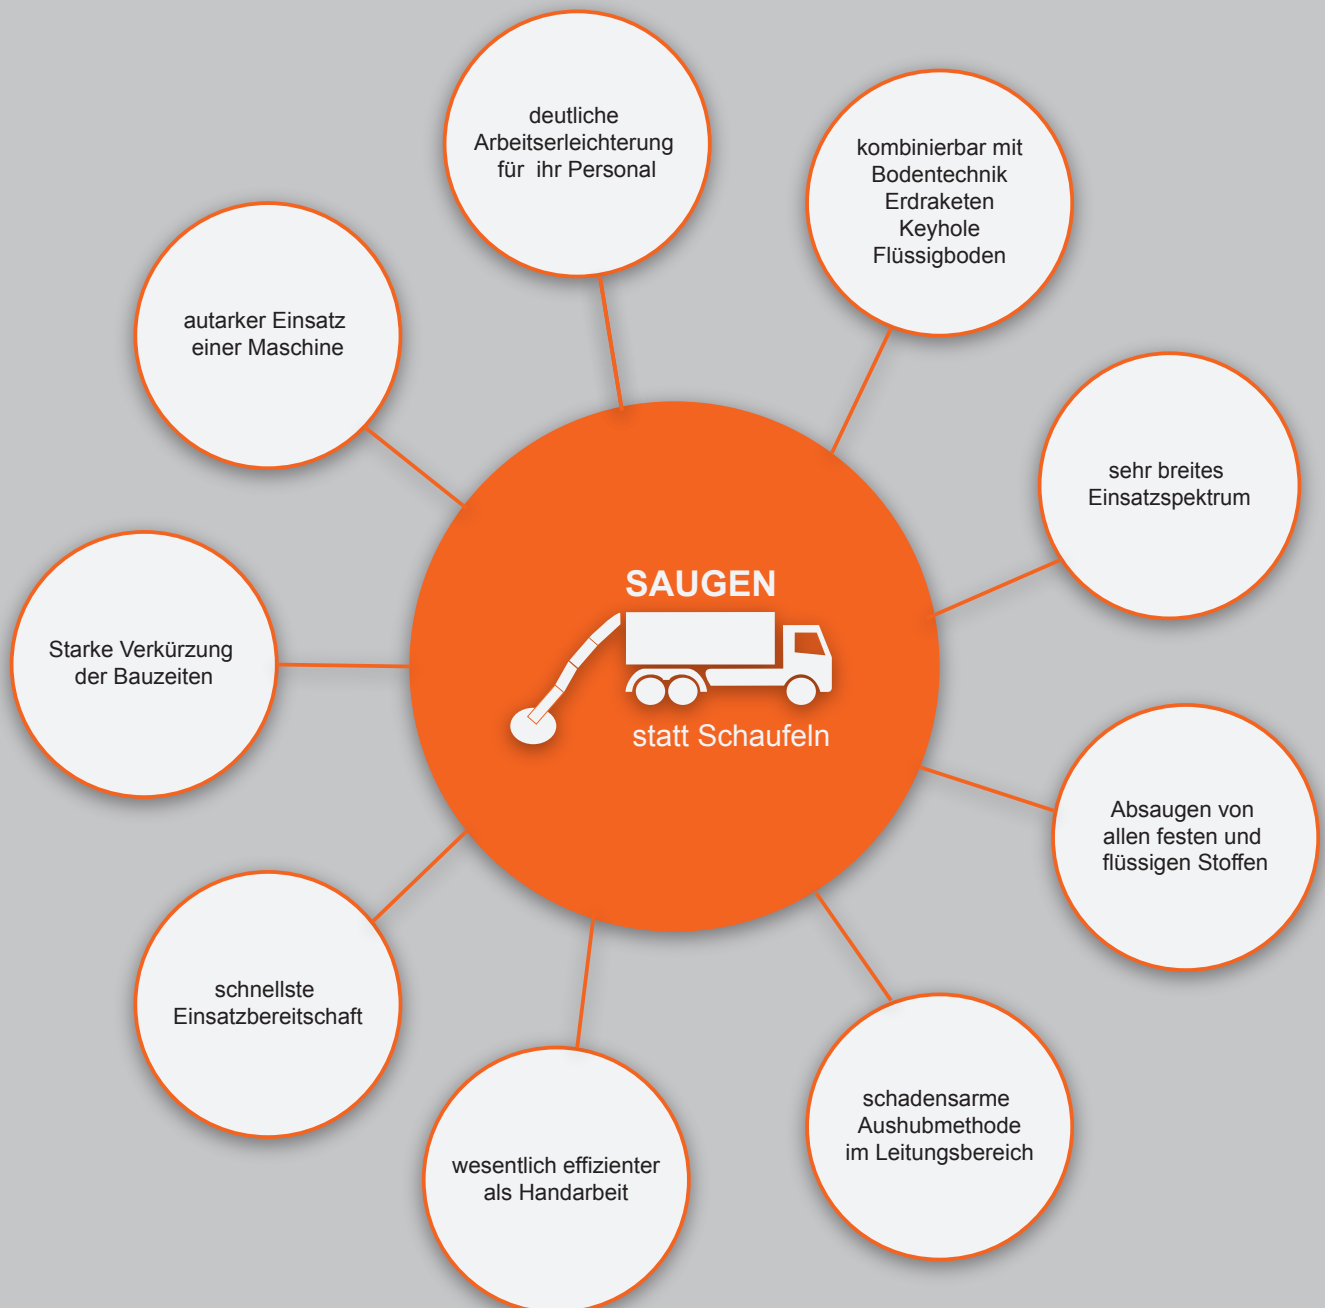 deutliche
Arbeitserleichterung
für  ihr Personal
kombinierbar mit
Bodentechnik
Erdraketen
Keyhole
Flüssigboden
autarker Einsatz
einer Maschine
sehr breites
Einsatzspektrum
SAUGEN
statt Schaufeln
Starke Verkürzung
der Bauzeiten
Absaugen von
allen festen und
flüssigen Stoffen
schnellste
Einsatzbereitschaft
schadensarme
Aushubmethode
im Leitungsbereich
wesentlich effizienter
als Handarbeit